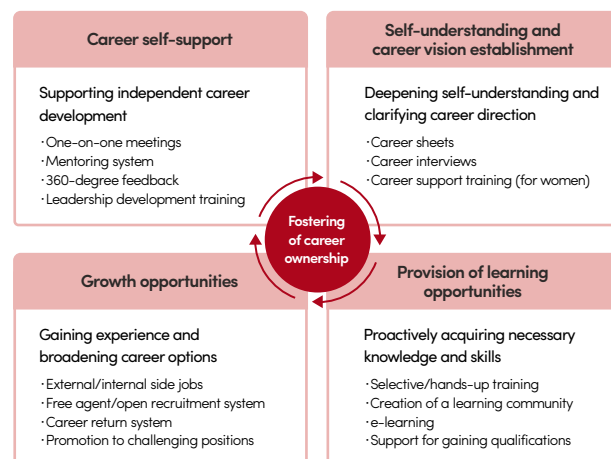 Career self-support
Supporting independent career
development
·One-on-one meetings
·Mentoring system
·360-degree feedback
·Leadership development training
Self-understanding and
career vision establishment
Deepening self-understanding and
clarifying career direction
·Career sheets
·Career interviews
·Career support training (for women)
Fostering
of career
ownership
Growth opportunities
Gaining experience and
broadening career options
·External/internal side jobs
·Free agent/open recruitment system
·Career return system
·Promotion to challenging positions
Provision of learning
opportunities
Proactively acquiring necessary
knowledge and skills
·Selective/hands-up training
·Creation of a learning community
·e-learning
·Support for gaining qualifications